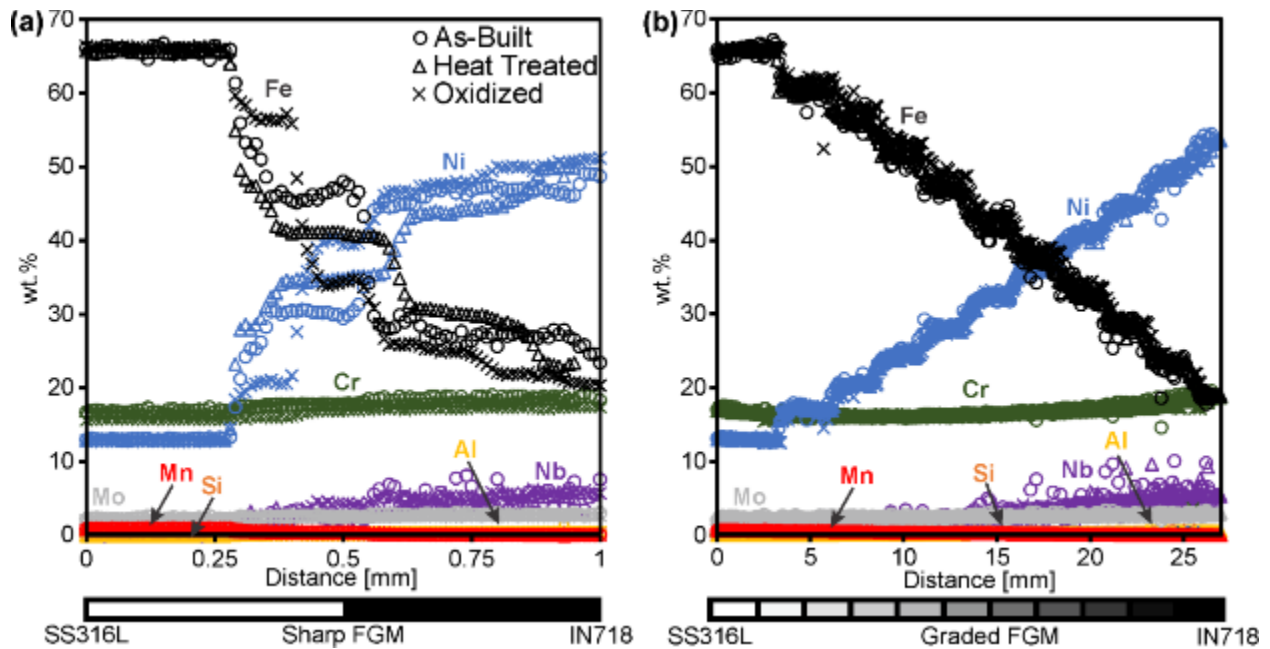 (a)
70
60
50
40
30
20
10
0
wt.%
○ As-Built
△ Heat Treated
× Oxidized
Fe
Ni
Cr
Al
Mn
Si
Nb
Mo
0 0.25 0.5 0.75 1
Distance [mm]
SS316L Sharp FGM IN718
(b)
70
60
50
40
30
20
10
0
wt.%
Fe
Ni
Cr
Al
Mn
Si
Nb
Mo
0 5 10 15 20 25
Distance [mm]
SS316L Graded FGM IN718